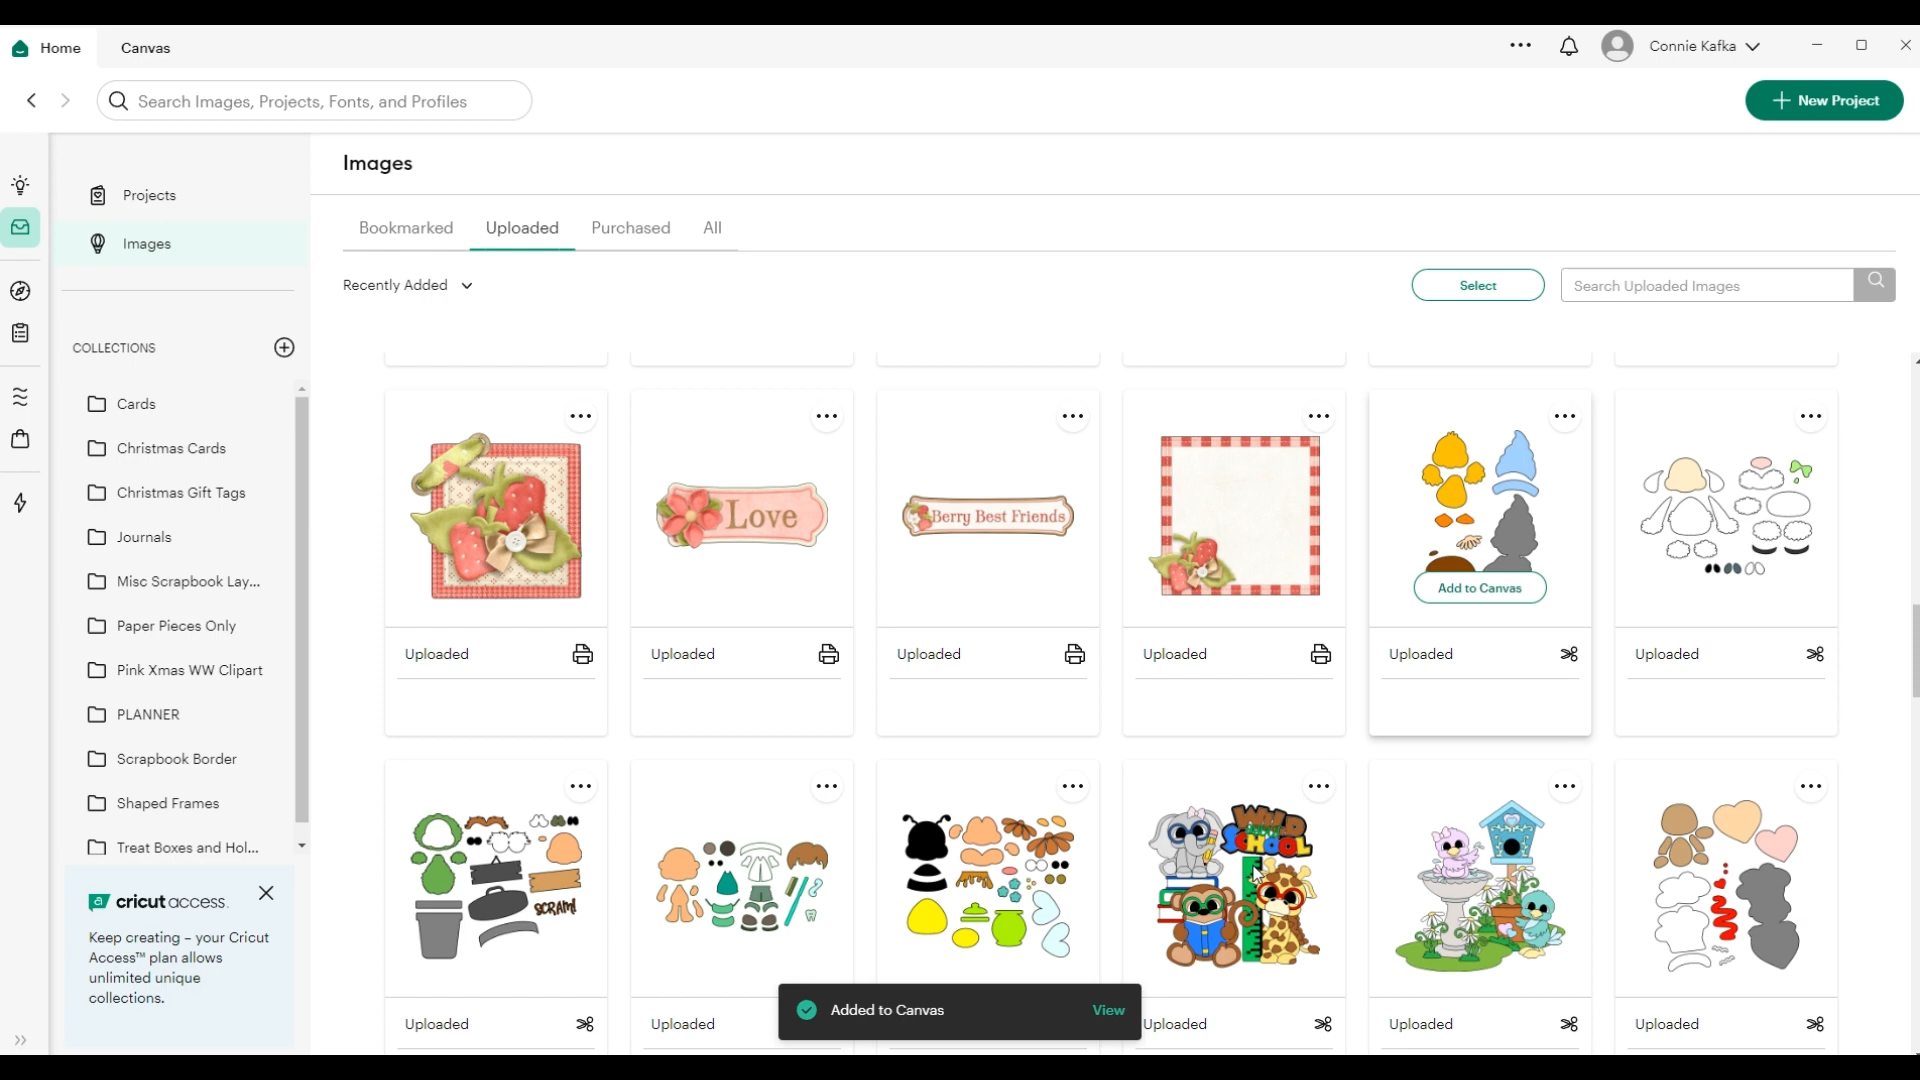 Home
Canvas
Connie Kafka
Search Images, Projects, Fonts, and Profiles
New Project
Images
Projects
Images
Bookmarked
Uploaded
Purchased
All
Recently Added
Select
Search Uploaded Images
COLLECTIONS
Cards
Christmas Cards
Christmas Gift Tags
Journals
Misc Scrapbook Lay...
Paper Pieces Only
Pink Xmas WW Clipart
PLANNER
Scrapbook Border
Shaped Frames
Treat Boxes and Hol...
cricut access.
Keep creating – your Cricut
Access™ plan allows
unlimited unique
collections.
Love
Berry Best Friends
Add to Canvas
Uploaded
Uploaded
Uploaded
Uploaded
Uploaded
Uploaded
SCRAM!
WILD
ABOUT
SCHOOL
Uploaded
Uploaded
Added to Canvas
View
Uploaded
Uploaded
Uploaded